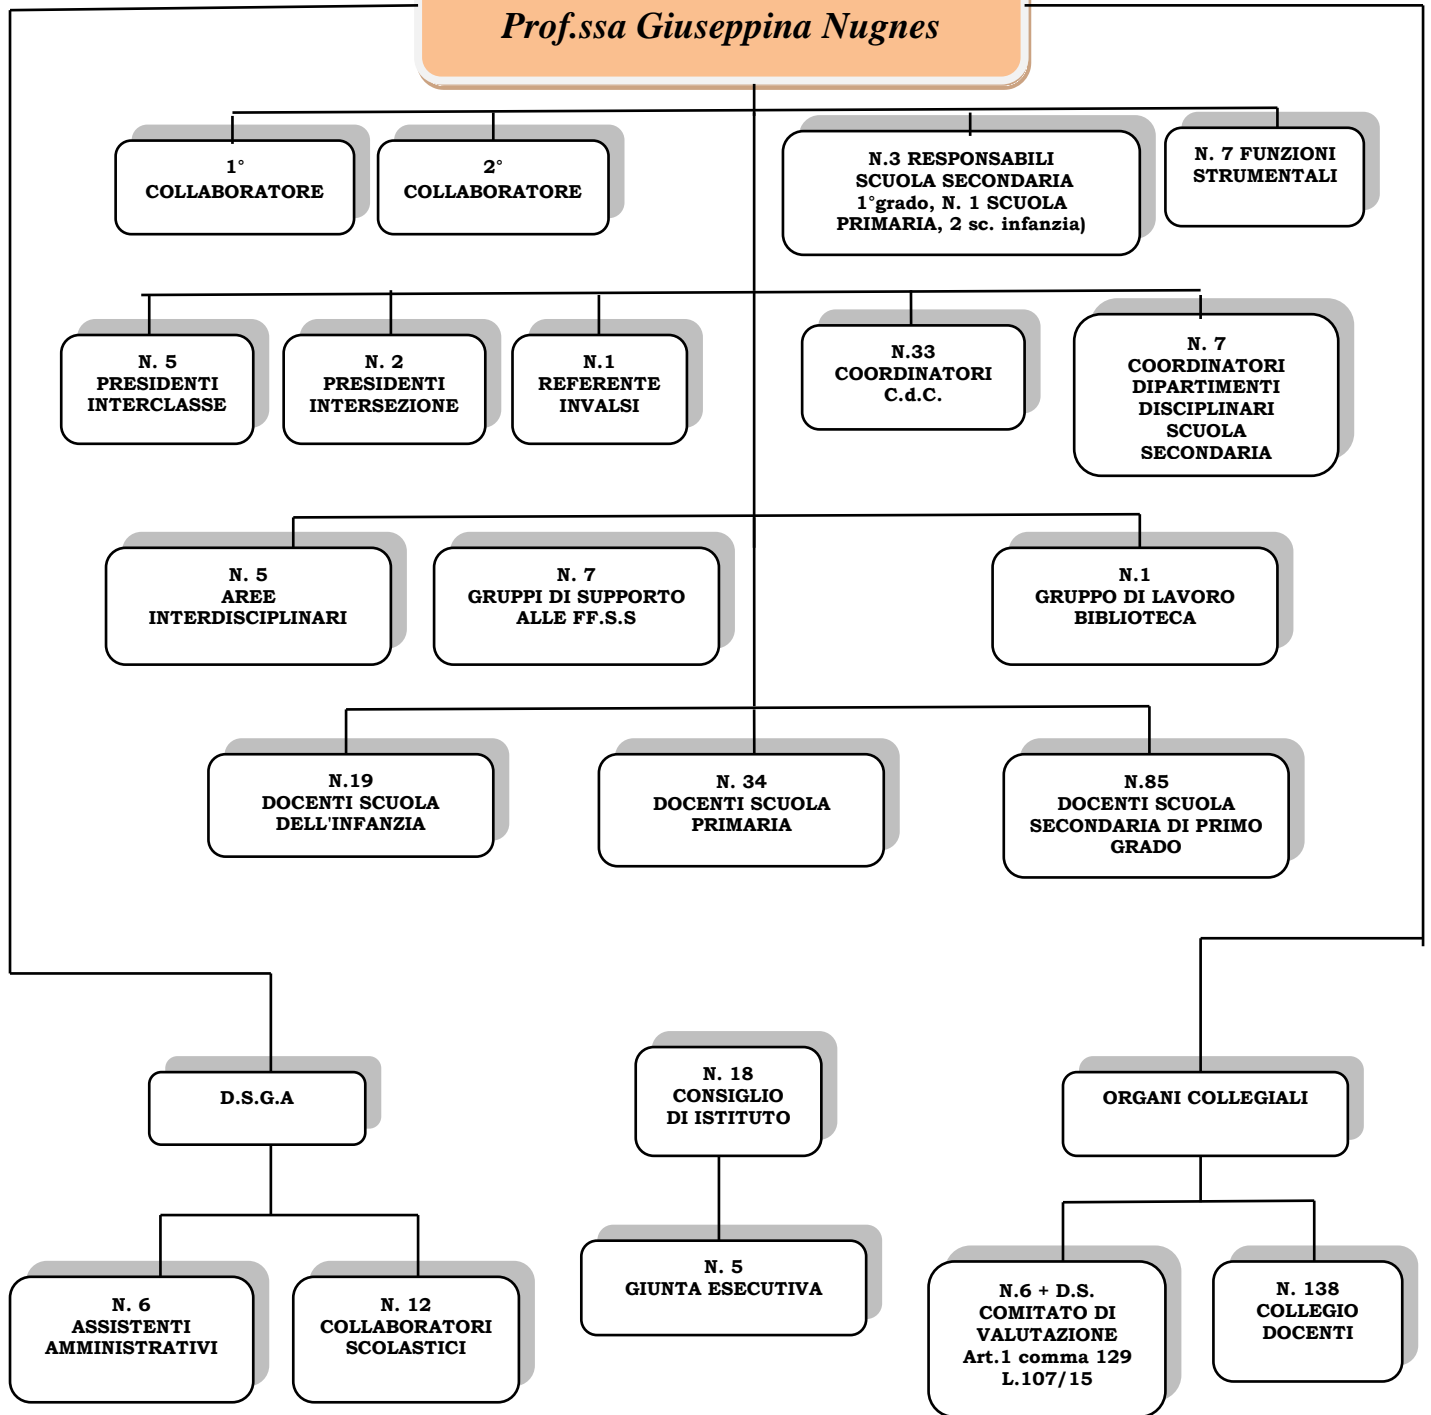 Prof.ssa Giuseppina Nugnes
1°
COLLABORATORE
2°
COLLABORATORE
N.3 RESPONSABILI
SCUOLA SECONDARIA
1°grado, N. 1 SCUOLA
PRIMARIA, 2 sc. infanzia)
N. 7 FUNZIONI
STRUMENTALI
N. 5
PRESIDENTI
INTERCLASSE
N. 2
PRESIDENTI
INTERSEZIONE
N.1
REFERENTE
INVALSI
N.33
COORDINATORI
C.d.C.
N. 7
COORDINATORI
DIPARTIMENTI
DISCIPLINARI
SCUOLA
SECONDARIA
N. 5
AREE
INTERDISCIPLINARI
N. 7
GRUPPI DI SUPPORTO
ALLE FF.S.S
N.1
GRUPPO DI LAVORO
BIBLIOTECA
N.19
DOCENTI SCUOLA
DELL'INFANZIA
N. 34
DOCENTI SCUOLA
PRIMARIA
N.85
DOCENTI SCUOLA
SECONDARIA DI PRIMO
GRADO
D.S.G.A
N. 18
CONSIGLIO
DI ISTITUTO
ORGANI COLLEGIALI
N. 6
ASSISTENTI
AMMINISTRATIVI
N. 12
COLLABORATORI
SCOLASTICI
N. 5
GIUNTA ESECUTIVA
N.6 + D.S.
COMITATO DI
VALUTAZIONE
Art.1 comma 129
L.107/15
N. 138
COLLEGIO
DOCENTI